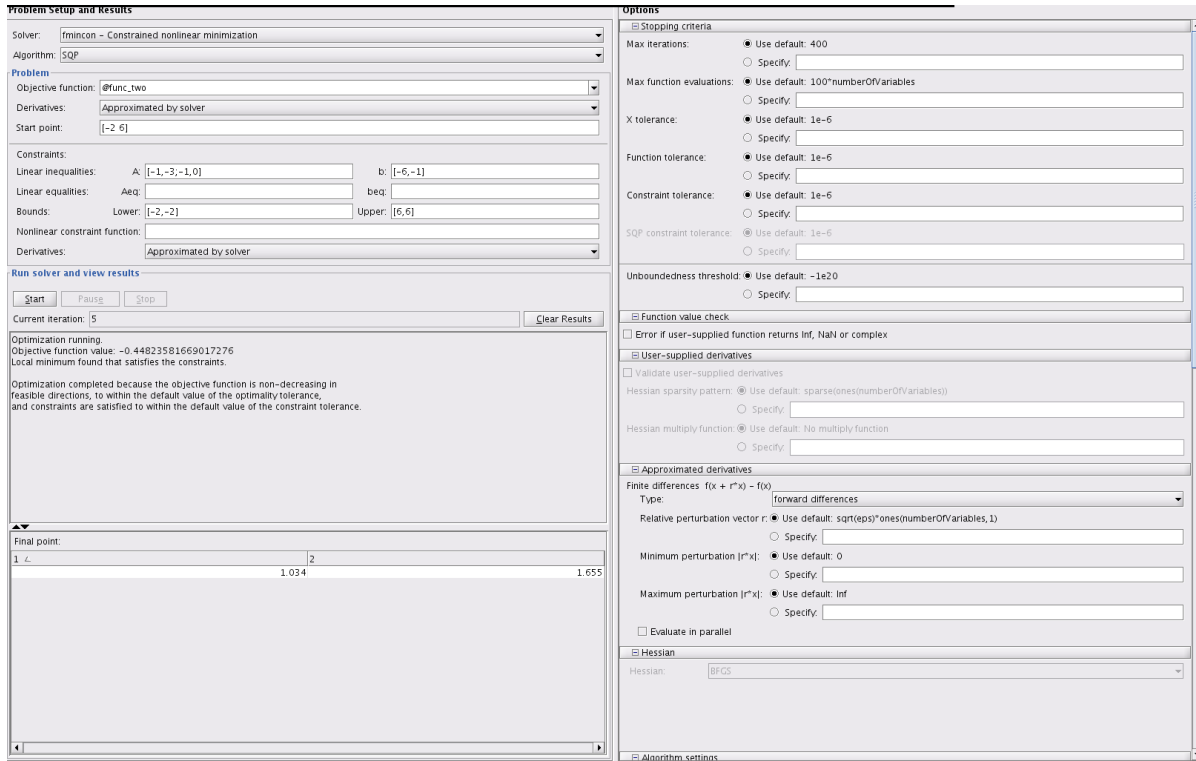 Problem Setup and Results
Solver: fmincon - Constrained nonlinear minimization
Algorithm: SQP
Problem
Objective function: @func_two
Derivatives: Approximated by solver
Start point: [-2 6]
Constraints:
Linear inequalities: A: [-1,-3;-1,0] b: [-6,-1]
Linear equalities: Aeq: beq:
Bounds: Lower: [-2,-2] Upper: [6,6]
Nonlinear constraint function:
Derivatives: Approximated by solver
Run solver and view results
Start Pause Stop
Current iteration: 5 Clear Results
Optimization running.
Objective function value: -0.44823581669017276
Local minimum found that satisfies the constraints.
Optimization completed because the objective function is non-decreasing in
feasible directions, to within the default value of the optimality tolerance,
and constraints are satisfied to within the default value of the constraint tolerance.
Final point:
1 2
1.034 1.655
Options
Stopping criteria
Max iterations: Use default: 400
Specify:
Max function evaluations: Use default: 100*numberOfVariables
Specify:
X tolerance: Use default: 1e-6
Specify:
Function tolerance: Use default: 1e-6
Specify:
Constraint tolerance: Use default: 1e-6
Specify:
SQP constraint tolerance: Use default: 1e-6
Specify:
Unboundedness threshold: Use default: -1e20
Specify:
Function value check
Error if user-supplied function returns Inf, NaN or complex
User-supplied derivatives
Validate user-supplied derivatives
Hessian sparsity pattern: Use default: sparse(ones(numberOfVariables))
Specify:
Hessian multiply function: Use default: No multiply function
Specify:
Approximated derivatives
Finite differences f(x + r*x) - f(x)
Type: forward differences
Relative perturbation vector r: Use default: sqrt(eps)*ones(numberOfVariables,1)
Specify:
Minimum perturbation |r*x|: Use default: 0
Specify:
Maximum perturbation |r*x|: Use default: Inf
Specify:
Evaluate in parallel
Hessian
Hessian: BFGS
Algorithm settings